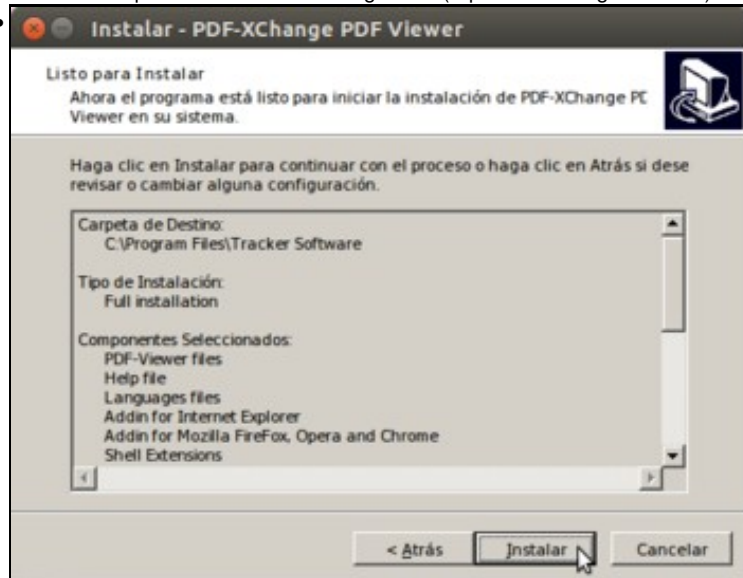 Instalar - PDF-XChange PDF Viewer
Listo para Instalar
Ahora el programa está listo para iniciar la instalación de PDF-XChange
Viewer en su sistema.
Haga clic en Instalar para continuar con el proceso o haga clic en Atrás si dese
revisar o cambiar alguna configuración.
Carpeta de Destino:
C:\Program Files\Tracker Software
Tipo de Instalación:
Full installation
Componentes Seleccionados:
PDF-Viewer files
Help file
Languages files
Addin for Internet Explorer
Addin for Mozilla FireFox, Opera and Chrome
Shell Extensions
< Atrás
Instalar
Cancelar